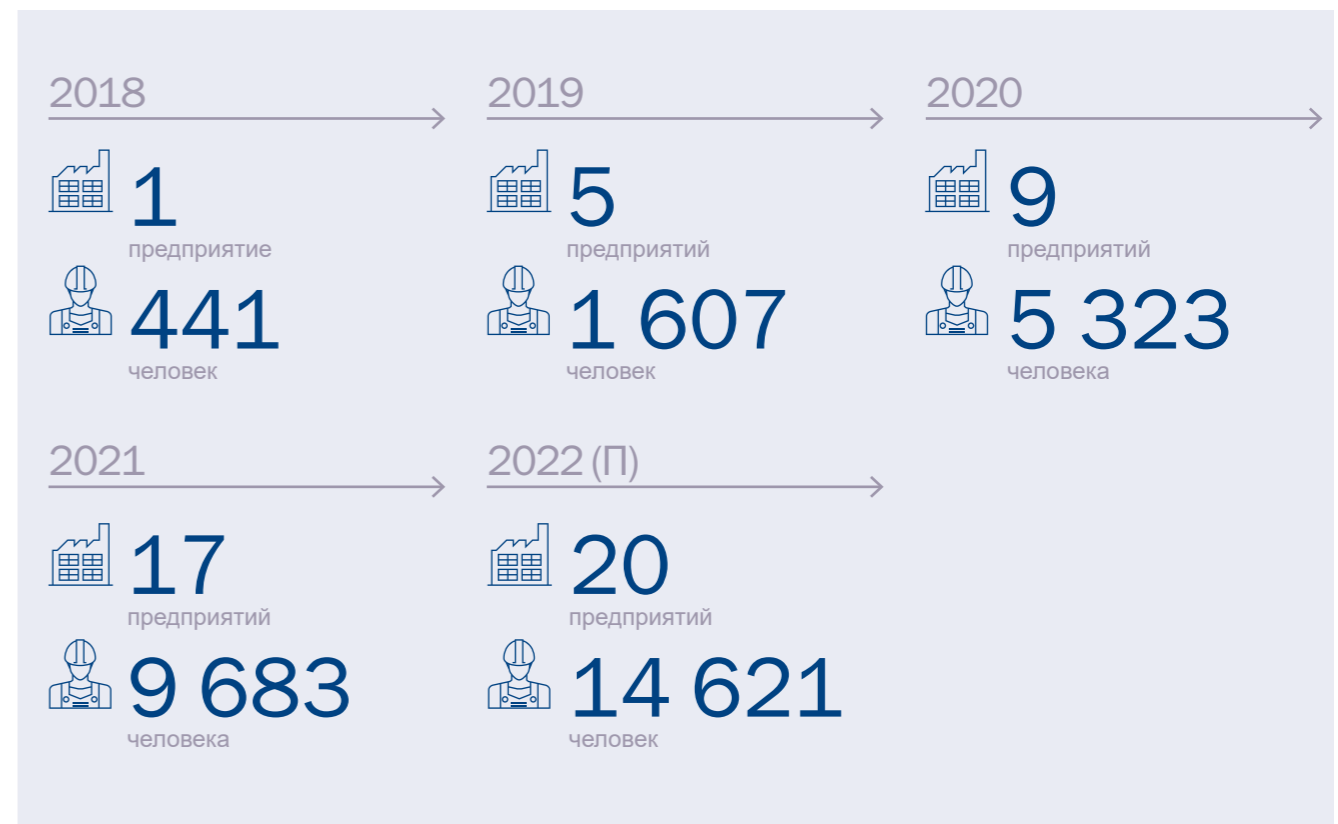 2018
1
предприятие
441
человек
2019
5
предприятий
1 607
человек
2020
9
предприятий
5 323
человека
2021
17
предприятий
9 683
человека
2022 (П)
20
предприятий
14 621
человек